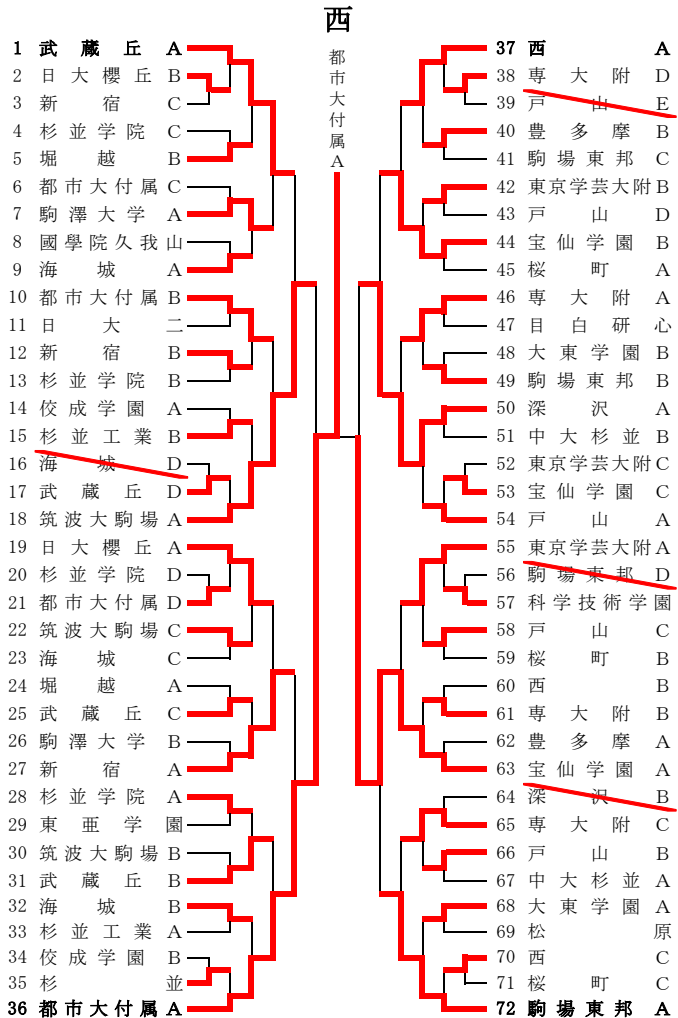 西
都市大付属A
1 武蔵丘 A
2 日大櫻丘 B
3 新宿 C
4 杉並学院 C
5 堀越 B
6 都市大付属 C
7 駒澤大学 A
8 國學院久我山
9 海城 A
10 都市大付属 B
11 日大二
12 新宿 B
13 杉並学院 B
14 佼成学園 A
15 杉並工業 B
16 海城 D
17 武蔵丘 D
18 筑波大駒場 A
19 日大櫻丘 A
20 杉並学院 D
21 都市大付属 D
22 筑波大駒場 C
23 海城 C
24 堀越 A
25 武蔵丘 C
26 駒澤大学 B
27 新宿 A
28 杉並学院 A
29 東亜学園
30 筑波大駒場 B
31 武蔵丘 B
32 海城 B
33 杉並工業 A
34 佼成学園 B
35 杉並
36 都市大付属 A
37 西 A
38 専大附 D
39 戸山 E
40 豊多摩 B
41 駒場東邦 C
42 東京学芸大附 B
43 戸山 D
44 宝仙学園 B
45 桜町 A
46 専大附 A
47 目白研心
48 大東学園 B
49 駒場東邦 B
50 深沢 A
51 中大杉並 B
52 東京学芸大附 C
53 宝仙学園 C
54 戸山 A
55 東京学芸大附 A
56 駒場東邦 D
57 科学技術学園
58 戸山 C
59 桜町 B
60 西 B
61 専大附 B
62 豊多摩 A
63 宝仙学園 A
64 深沢 B
65 専大附 C
66 戸山 B
67 中大杉並 A
68 大東学園 A
69 松原
70 西 C
71 桜町 C
72 駒場東邦 A